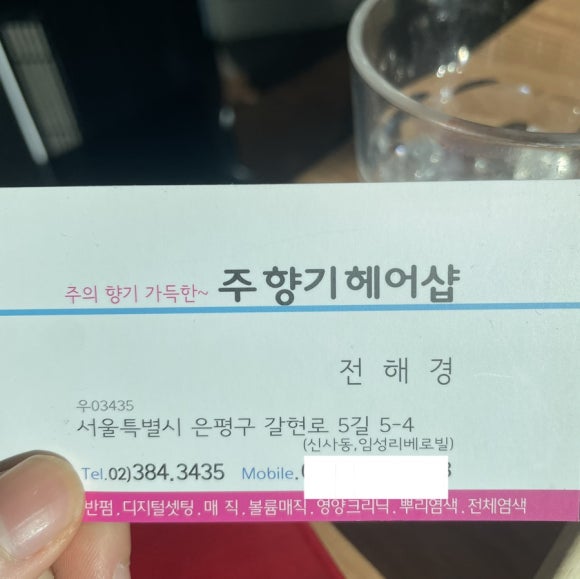 주의 향기 가득한~ 주 향기 헤어샵
전 해 경
우03435
서울특별시 은평구 갈현로 5길 5-4
(신사동,임성리베로빌)
Tel.02)384.3435 Mobile.
반펌.디지털셋팅.매 직.볼륨매직.영양크리닉.뿌리염색.전체염색